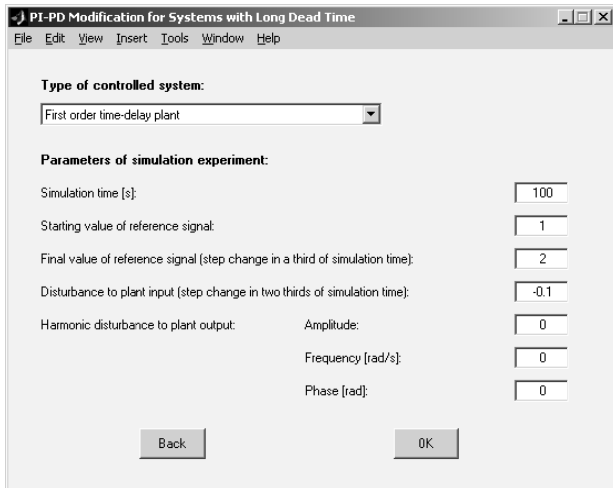 PI-PD Modification for Systems with Long Dead Time
File Edit View Insert Tools Window Help
Type of controlled system:
First order time-delay plant
Parameters of simulation experiment:
Simulation time [s]: 100
Starting value of reference signal: 1
Final value of reference signal (step change in a third of simulation time): 2
Disturbance to plant input (step change in two thirds of simulation time): -0.1
Harmonic disturbance to plant output: Amplitude: 0
Frequency [rad/s]: 0
Phase [rad]: 0
Back OK